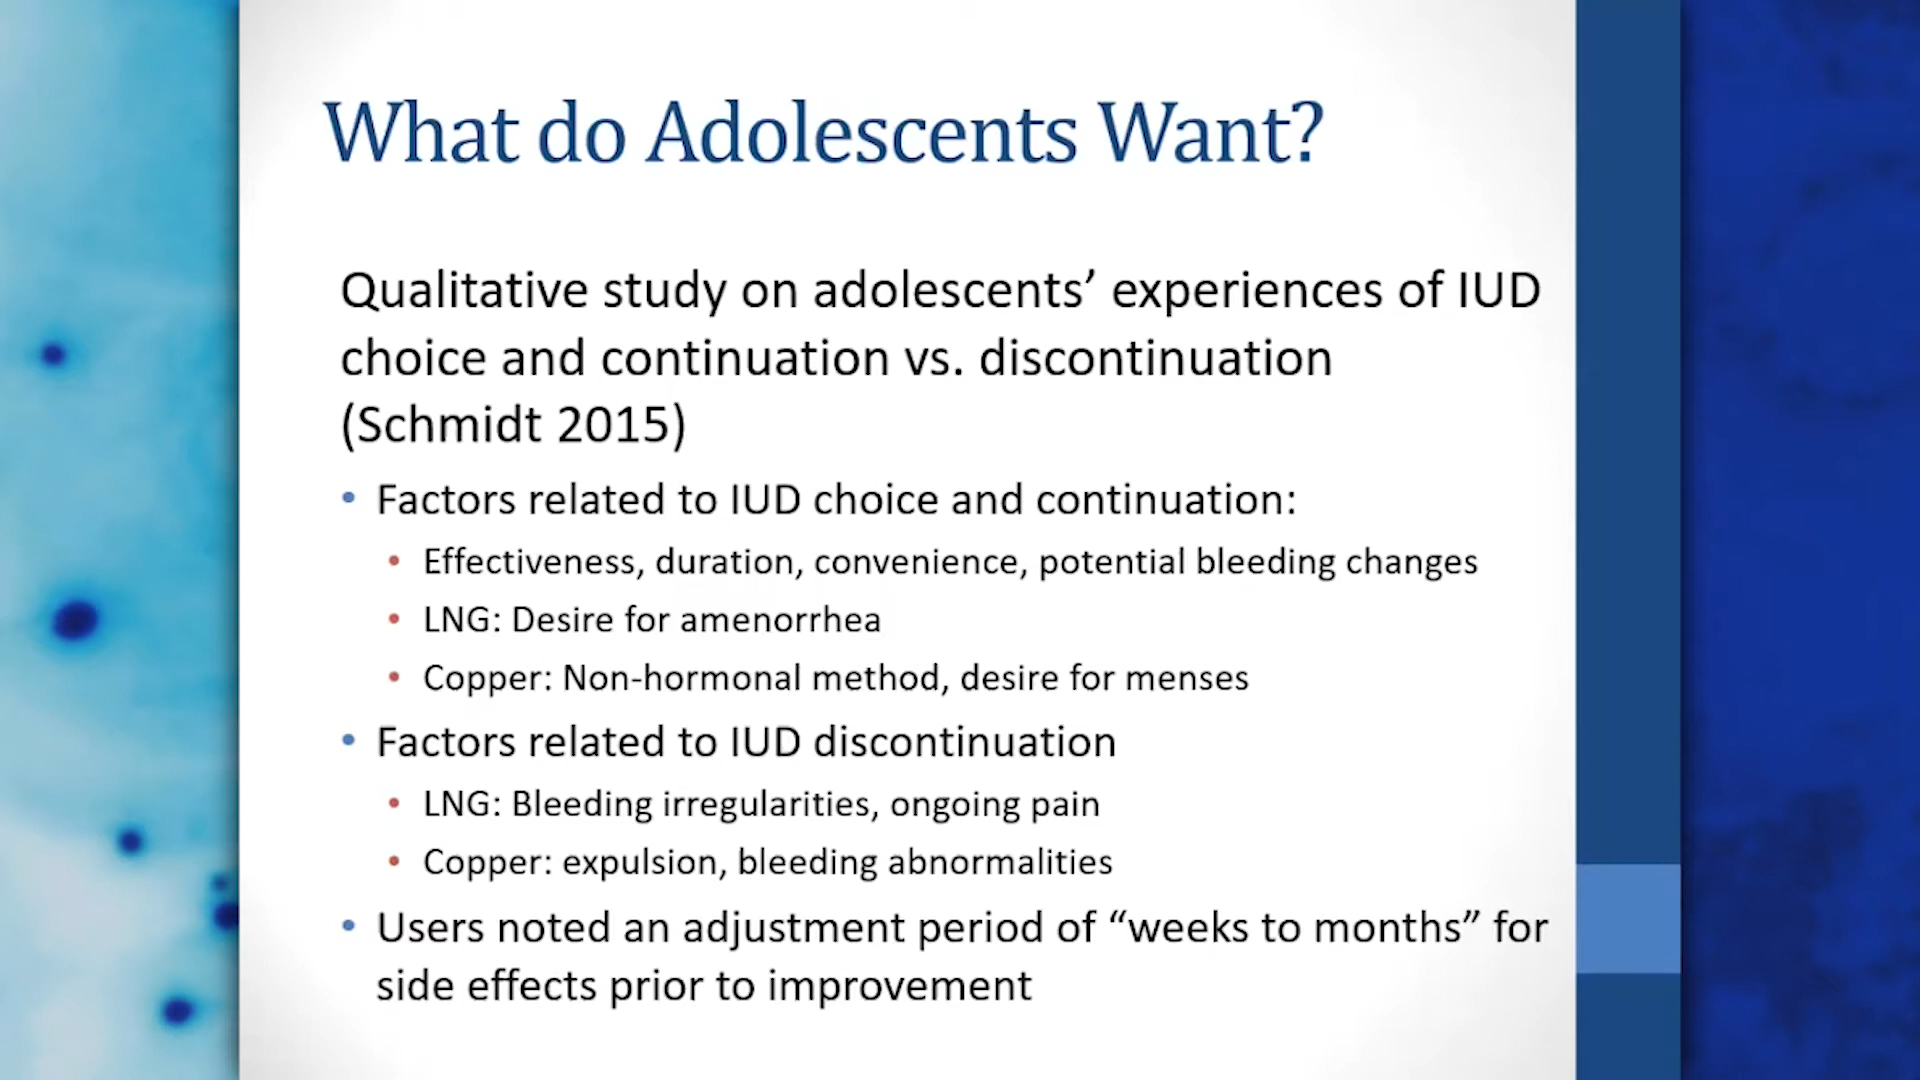 What do Adolescents Want?
Qualitative study on adolescents’ experiences of IUD
choice and continuation vs. discontinuation
(Schmidt 2015)
• Factors related to IUD choice and continuation:
• Effectiveness, duration, convenience, potential bleeding changes
• LNG: Desire for amenorrhea
• Copper: Non-hormonal method, desire for menses
• Factors related to IUD discontinuation
• LNG: Bleeding irregularities, ongoing pain
• Copper: expulsion, bleeding abnormalities
• Users noted an adjustment period of “weeks to months” for
side effects prior to improvement